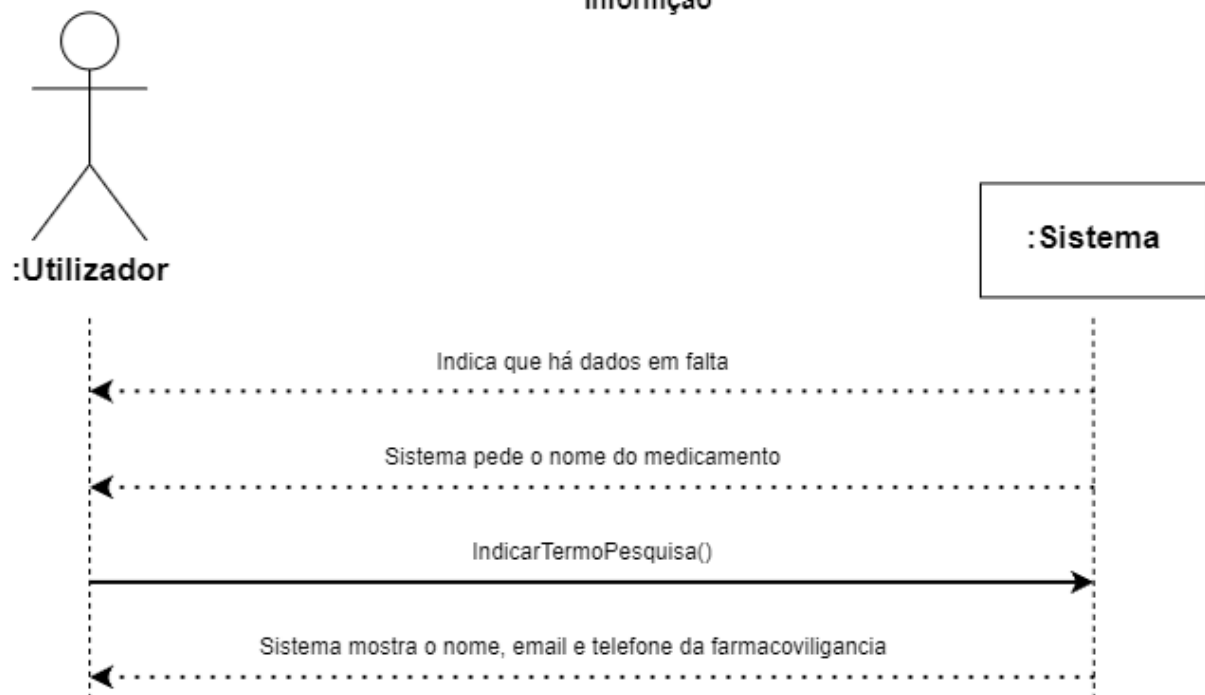 :Utilizador
:Sistema
Indica que há dados em falta
Sistema pede o nome do medicamento
IndicarTermoPesquisa()
Sistema mostra o nome, email e telefone da farmacoviligancia